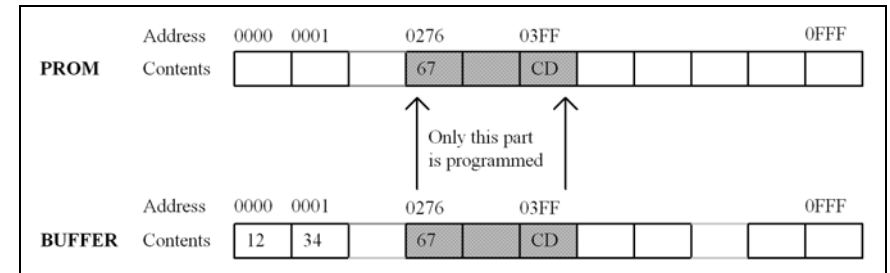 Address 0000 0001 0276 03FF 0FFF
PROM Contents 67 CD
Only this part
is programmed
Address 0000 0001 0276 03FF 0FFF
BUFFER Contents 12 34 67 CD